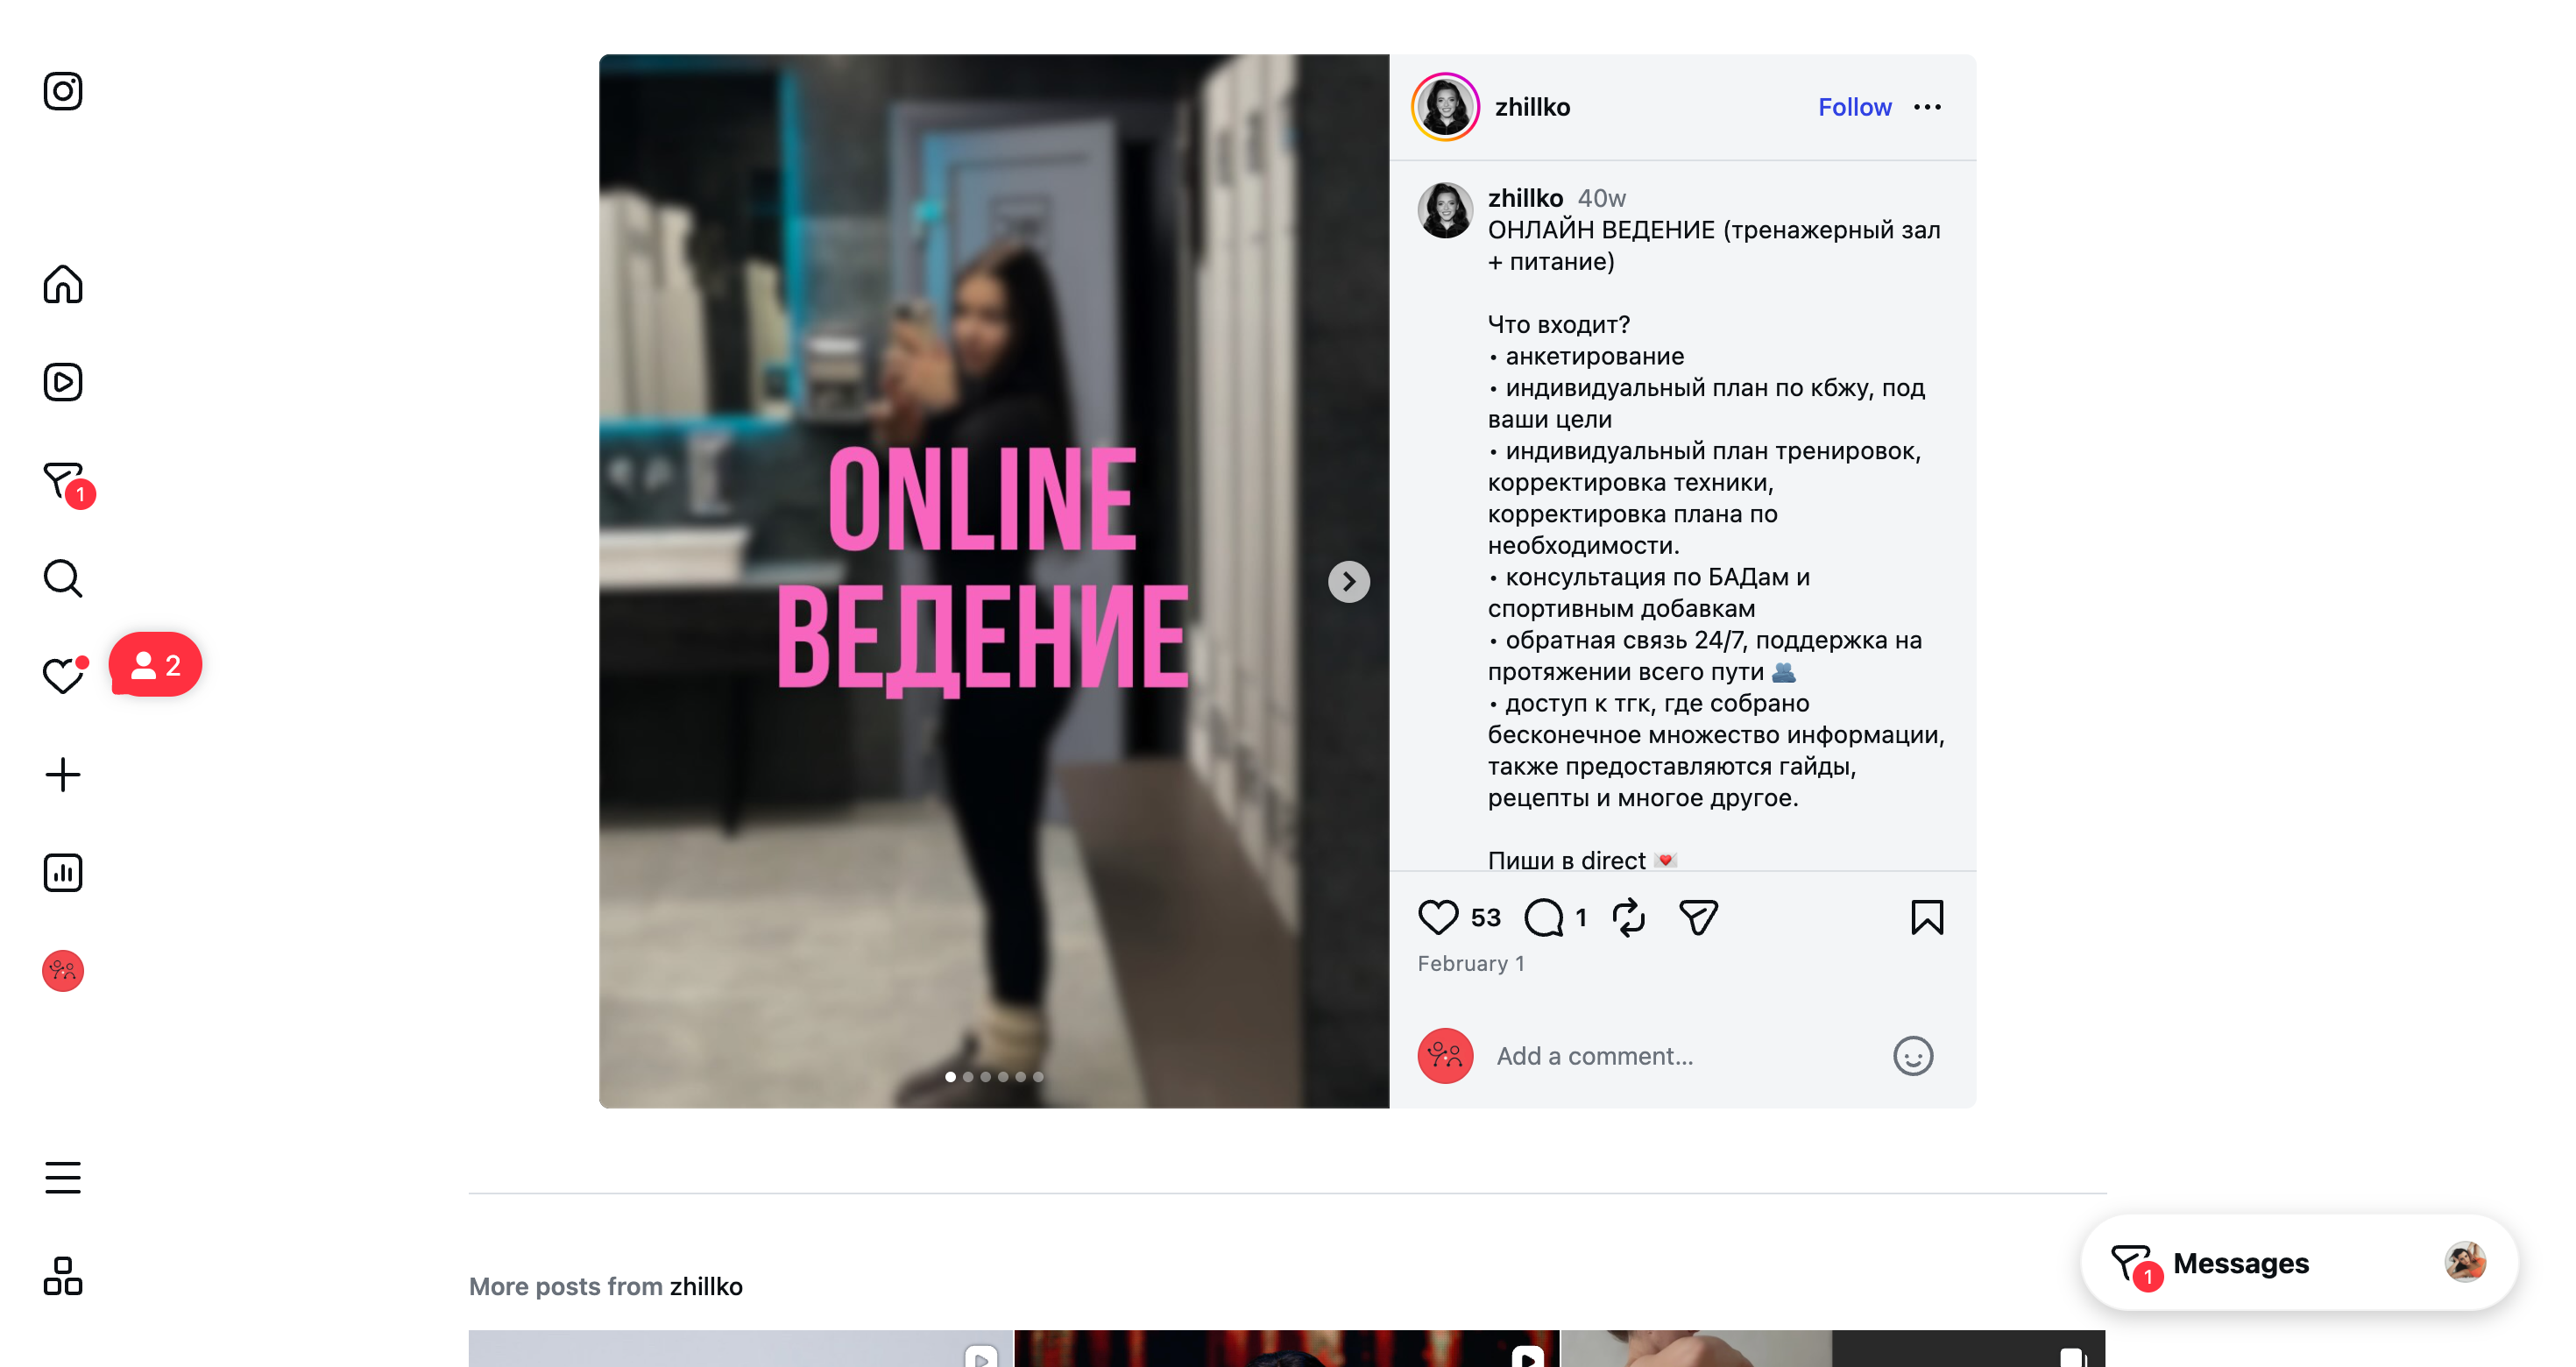 zhillko
Follow
zhillko 40w
ОНЛАЙН ВЕДЕНИЕ (тренажерный зал
+ питание)
Что входит?
• анкетирование
• индивидуальный план по кбжу, под
ваши цели
• индивидуальный план тренировок,
корректировка техники,
корректировка плана по
необходимости.
• консультация по БАДам и
спортивным добавкам
• обратная связь 24/7, поддержка на
протяжении всего пути 🫂
• доступ к тгк, где собрано
бесконечное множество информации,
также предоставляются гайды,
рецепты и многое другое.
Пиши в direct 💌
ONLINE
ВЕДЕНИЕ
53
1
February 1
Add a comment...
1
2
More posts from zhillko
1
Messages